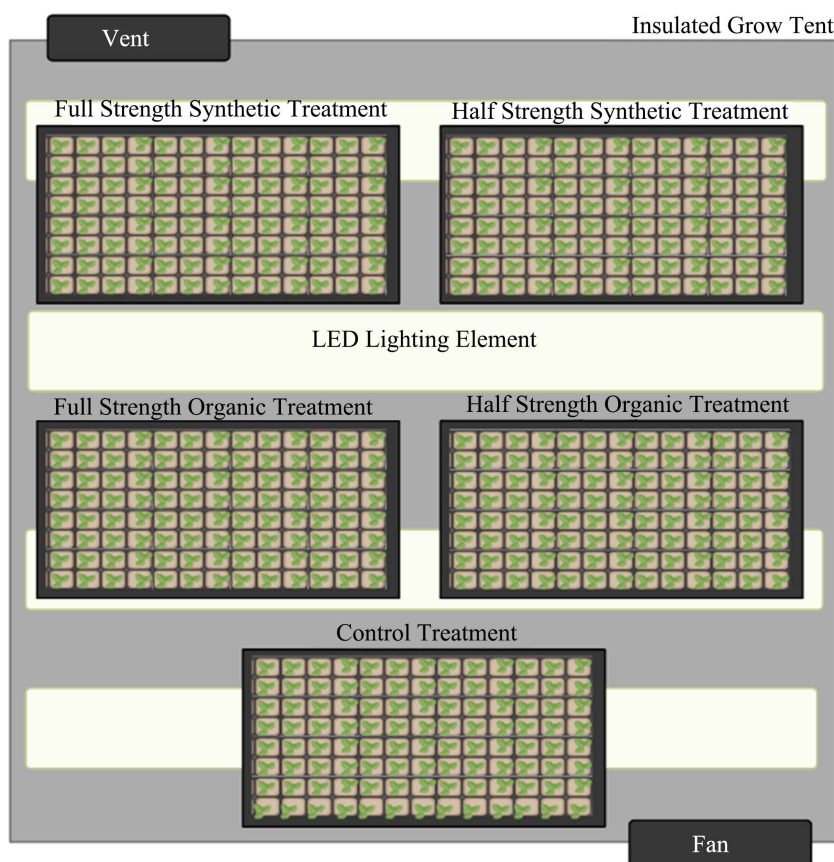 Insulated Grow Tent
Vent
Full Strength Synthetic Treatment
Half Strength Synthetic Treatment
LED Lighting Element
Full Strength Organic Treatment
Half Strength Organic Treatment
Control Treatment
Fan